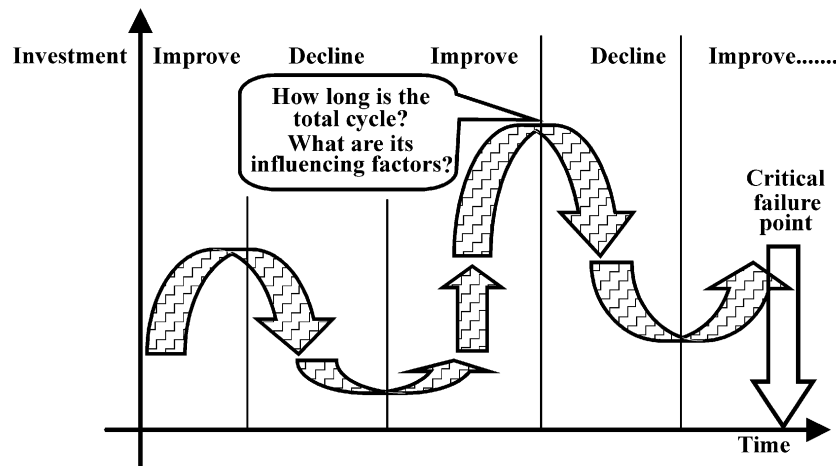 Investment Improve Decline Improve Decline Improve.......
How long is the
total cycle?
What are its
influencing factors?
Critical
failure
point
Time